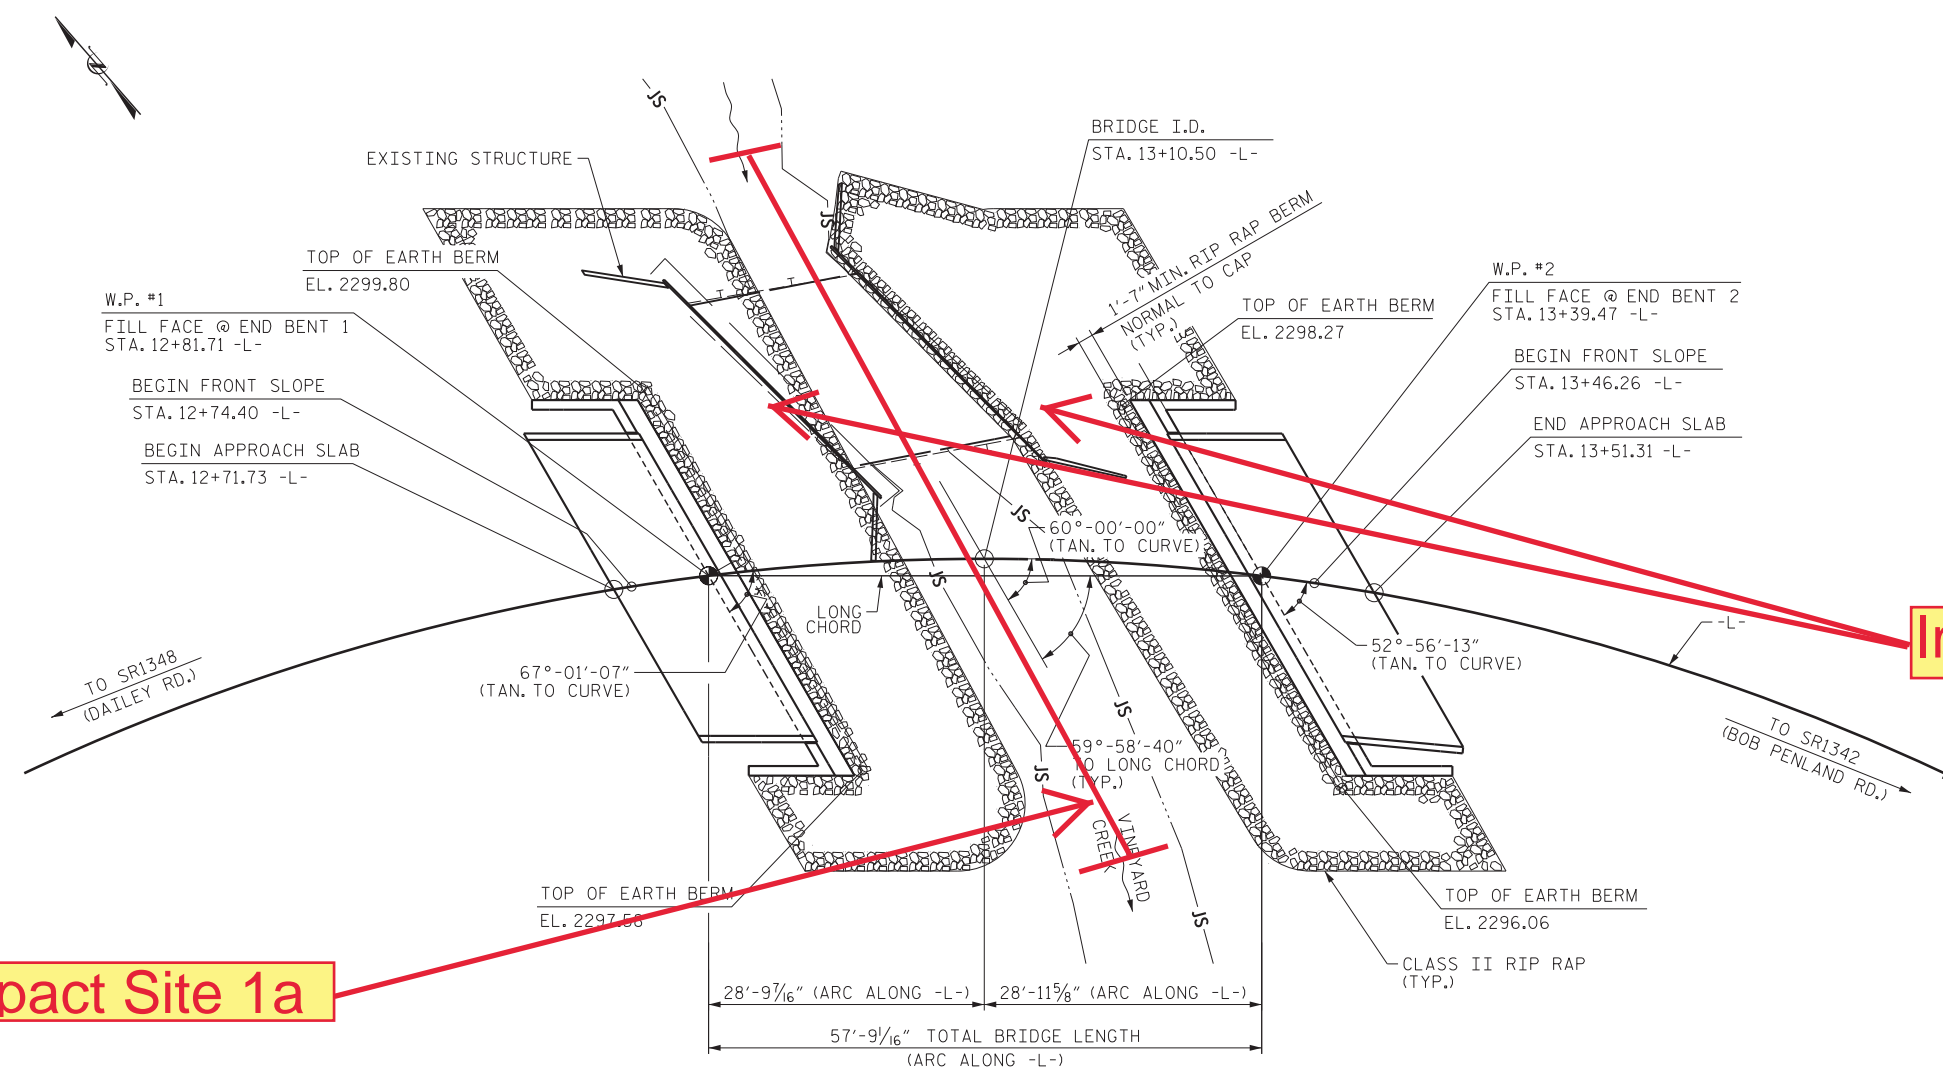 N
JS
BRIDGE I.D.
STA. 13+10.50 -L-
EXISTING STRUCTURE
JS
1'-7" MIN. RIP RAP BERM
NORMAL TO CAP
(TYP.)
TOP OF EARTH BERM
EL. 2299.80
W.P. #1
FILL FACE @ END BENT 1
STA. 12+81.71 -L-
BEGIN FRONT SLOPE
STA. 12+74.40 -L-
BEGIN APPROACH SLAB
STA. 12+71.73 -L-
T
T
TOP OF EARTH BERM
EL. 2298.27
W.P. #2
FILL FACE @ END BENT 2
STA. 13+39.47 -L-
BEGIN FRONT SLOPE
STA. 13+46.26 -L-
END APPROACH SLAB
STA. 13+51.31 -L-
JS
60°-00'-00"
(TAN. TO CURVE)
JS
LONG
CHORD
67°-01'-07"
(TAN. TO CURVE)
52°-56'-13"
(TAN. TO CURVE)
-L-
TO SR1348
(DAILEY RD.)
TO SR1342
(BOB PENLAND RD.)
JS
59°-58'-40"
TO LONG CHORD
(TYP.)
JS
VINEYARD
CREEK
JS
TOP OF EARTH BERM
EL. 2297.58
TOP OF EARTH BERM
EL. 2296.06
CLASS II RIP RAP
(TYP.)
pact Site 1a
28'-9 7/16" (ARC ALONG -L-)
28'-11 5/8" (ARC ALONG -L-)
57'-9 1/16" TOTAL BRIDGE LENGTH
(ARC ALONG -L-)